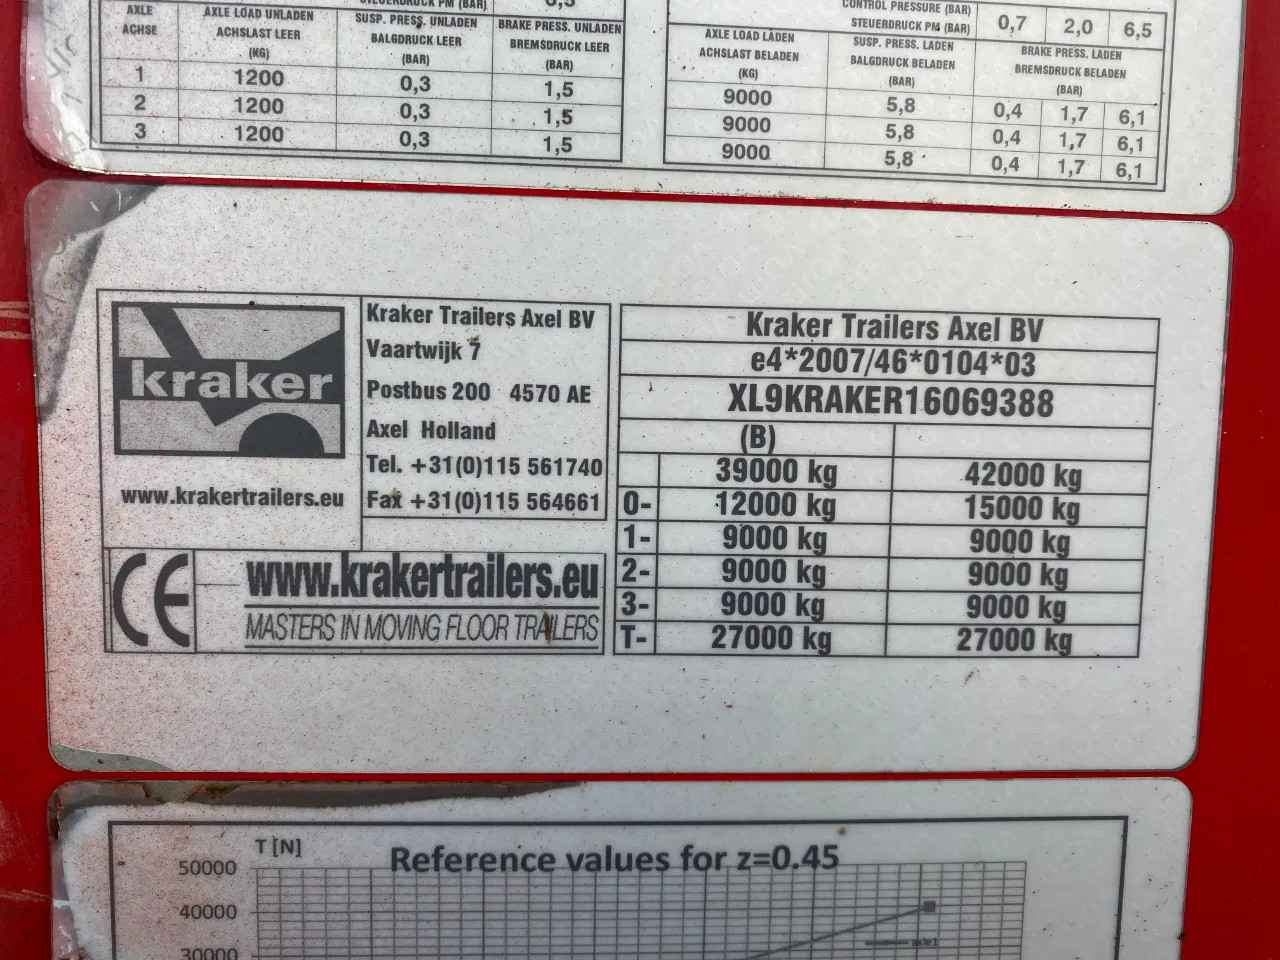 STEUERDRUCK PM (BAR) 6,5
AXLE ACHSE AXLE LOAD UNLADEN ACHSLAST LEER (KG) SUSP. PRESS. UNLADEN BALGDRUCK LEER (BAR) BRAKE PRESS. UNLADEN BREMSDRUCK LEER (BAR)
1 1200 0,3 1,5
2 1200 0,3 1,5
3 1200 0,3 1,5
CONTROL PRESSURE (BAR)
STEUERDRUCK PM (BAR) 0,7 2,0 6,5
AXLE LOAD LADEN ACHSLAST BELADEN (KG) SUSP. PRESS. LADEN BALGDRUCK BELADEN (BAR) BRAKE PRESS. LADEN BREMSDRUCK BELADEN (BAR)
9000 5,8 0,4 1,7 6,1
9000 5,8 0,4 1,7 6,1
9000 5,8 0,4 1,7 6,1
kraker
www.krakertrailers.eu
Kraker Trailers Axel BV
Vaartwijk 7
Postbus 200 4570 AE
Axel Holland
Tel. +31(0)115 561740
Fax +31(0)115 564661
CE
www.krakertrailers.eu
MASTERS IN MOVING FLOOR TRAILERS
Kraker Trailers Axel BV
e4*2007/46*0104*03
XL9KRAKER16069388
(B)
39000 kg 42000 kg
0- 12000 kg 15000 kg
1- 9000 kg 9000 kg
2- 9000 kg 9000 kg
3- 9000 kg 9000 kg
T- 27000 kg 27000 kg
T [N]
Reference values for z=0.45
50000
40000
30000
axle1